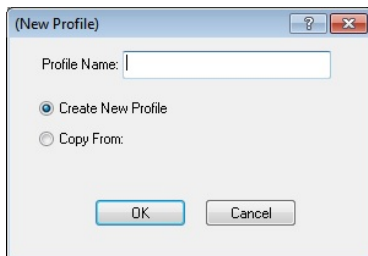 (New Profile)
?
Profile Name:
Create New Profile
Copy From:
OK Cancel